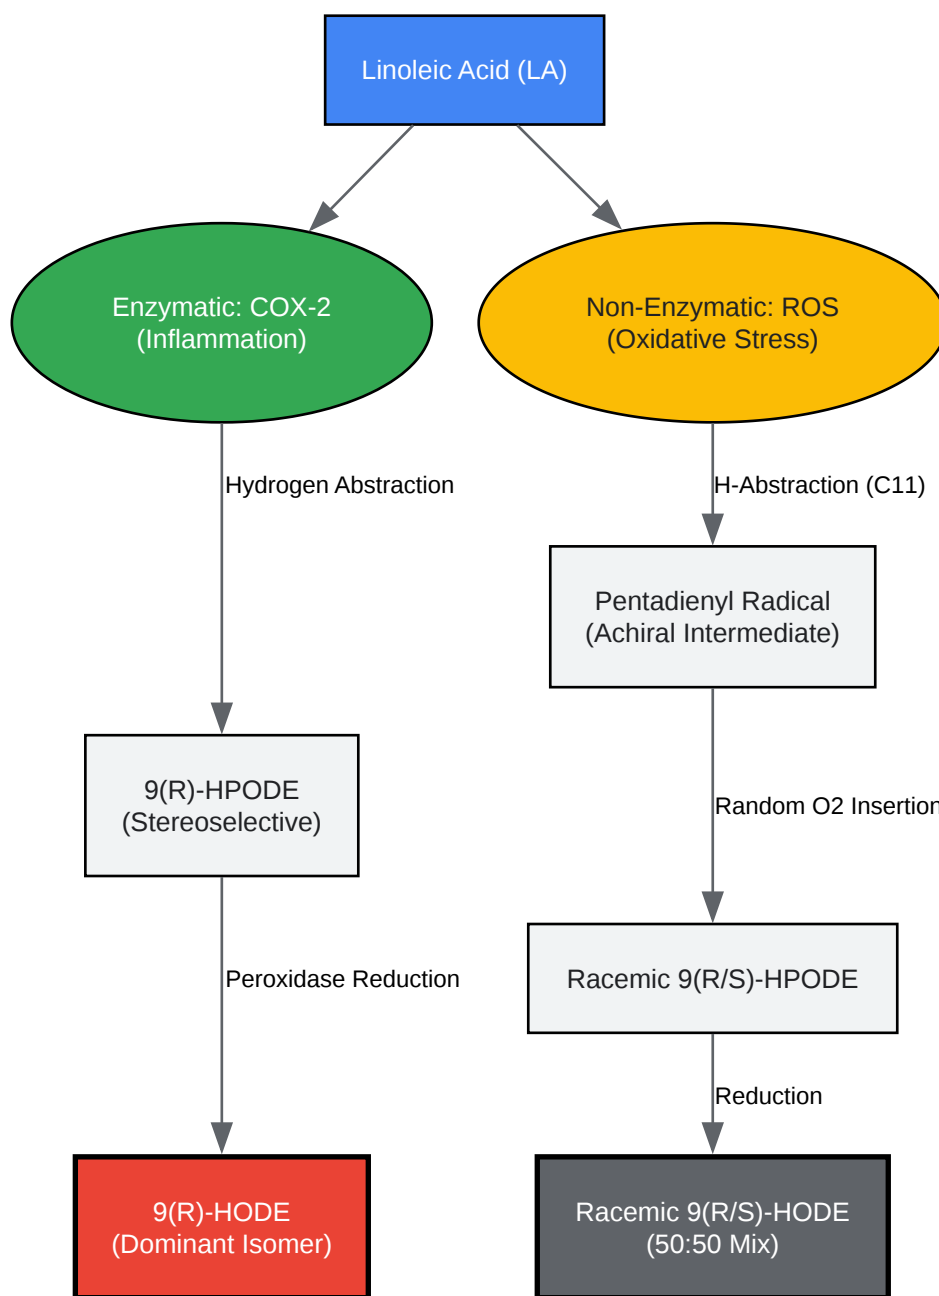 Linoleic Acid (LA)
Enzymatic: COX-2
(Inflammation)
Non-Enzymatic: ROS
(Oxidative Stress)
Hydrogen Abstraction
H-Abstraction (C11)
Pentadienyl Radical
(Achiral Intermediate)
9(R)-HPODE
(Stereoselective)
Random O2 Insertion
Racemic 9(R/S)-HPODE
Peroxidase Reduction
Reduction
9(R)-HODE
(Dominant Isomer)
Racemic 9(R/S)-HODE
(50:50 Mix)